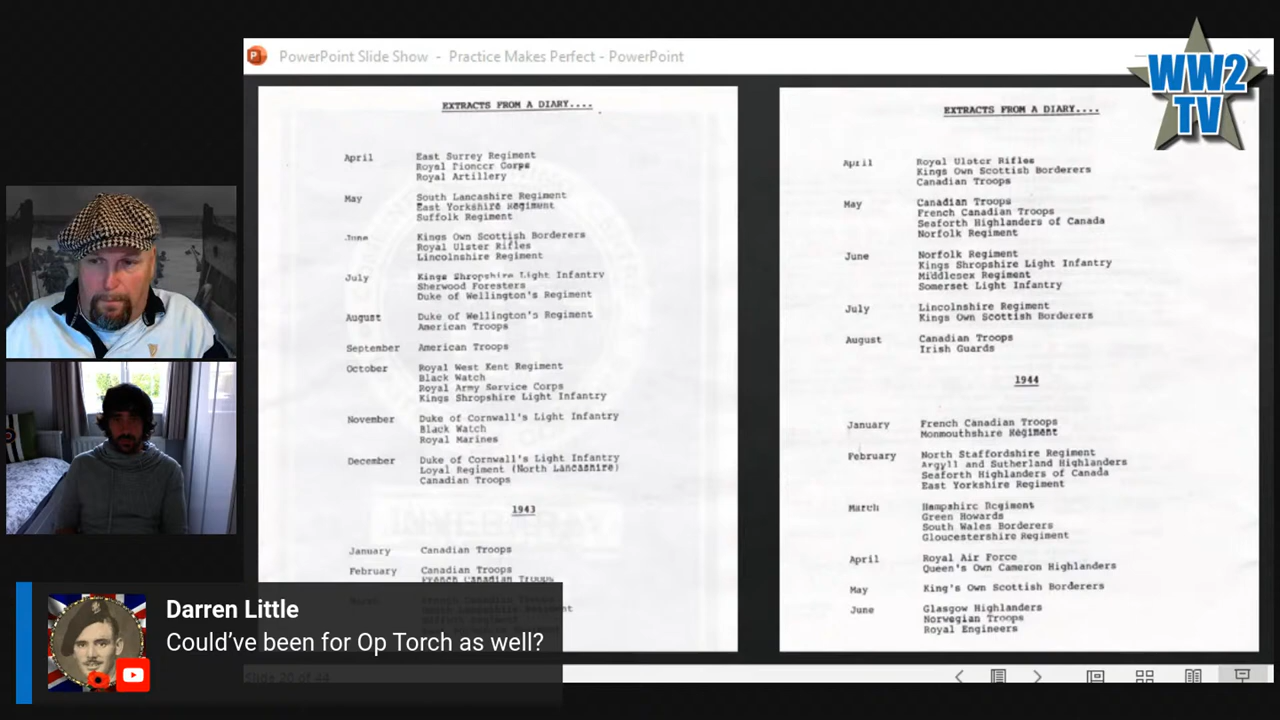 PowerPoint Slide Show - Practice Makes Perfect - PowerPoint
WW2
TV
EXTRACTS FROM A DIARY....
April East Surrey Regiment
Royal Pioneer Corps
Royal Artillery
May South Lancashire Regiment
East Yorkshire Regiment
Suffolk Regiment
June Kings Own Scottish Borderers
Royal Ulster Rifles
Lincolnshire Regiment
July Kings Shropshire Light Infantry
Sherwood Foresters
Duke of Wellington's Regiment
August Duke of Wellington's Regiment
American Troops
September American Troops
October Royal West Kent Regiment
Black Watch
Royal Army Service Corps
Kings Shropshire Light Infantry
November Duke of Cornwall's Light Infantry
Black Watch
Royal Marines
December Duke of Cornwall's Light Infantry
Loyal Regiment (North Lancashire)
Canadian Troops
1943
January Canadian Troops
February Canadian Troops
French Canadian Troops
EXTRACTS FROM A DIARY....
April Royal Ulster Rifles
Kings Own Scottish Borderers
Canadian Troops
May Canadian Troops
French Canadian Troops
Seaforth Highlanders of Canada
Norfolk Regiment
June Norfolk Regiment
Kings Shropshire Light Infantry
Middlesex Regiment
Somerset Light Infantry
July Lincolnshire Regiment
Kings Own Scottish Borderers
August Canadian Troops
Irish Guards
1944
January French Canadian Troops
Monmouthshire Regiment
February North Staffordshire Regiment
Argyll and Sutherland Highlanders
Seaforth Highlanders of Canada
East Yorkshire Regiment
March Hampshire Regiment
Green Howards
South Wales Borderers
Gloucestershire Regiment
April Royal Air Force
Queen's Own Cameron Highlanders
May King's Own Scottish Borderers
June Glasgow Highlanders
Norwegian Troops
Royal Engineers
Darren Little
Could've been for Op Torch as well?
Slide 20 of 44